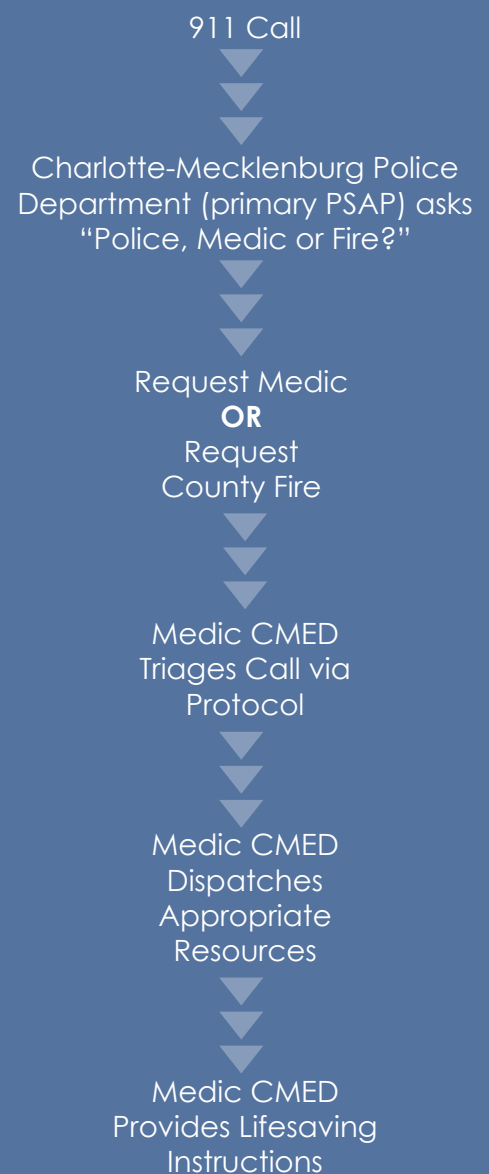 911 Call
Charlotte-Mecklenburg Police
Department (primary PSAP) asks
“Police, Medic or Fire?”
Request Medic
OR
Request
County Fire
Medic CMED
Triages Call via
Protocol
Medic CMED
Dispatches
Appropriate
Resources
Medic CMED
Provides Lifesaving
Instructions